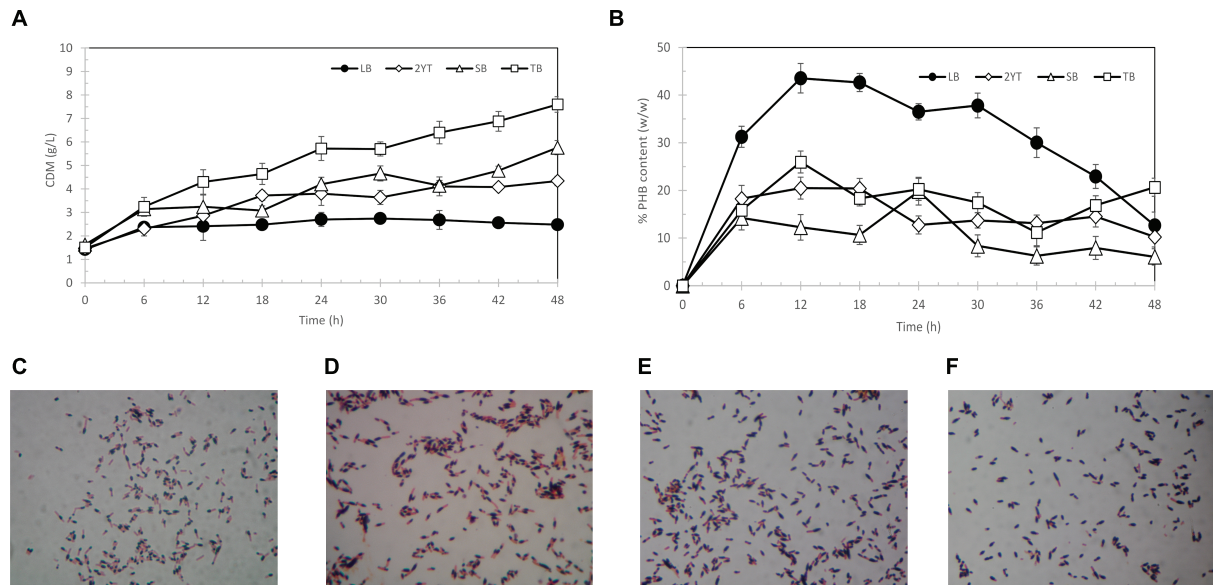 A
10
9
8
7
6
5
4
3
2
1
0
CDM (g/L)
LB 2YT SB TB
0 6 12 18 24 30 36 42 48
Time (h)
B
50
40
30
20
10
0
% PHB content (w/w)
LB 2YT SB TB
0 6 12 18 24 30 36 42 48
Time (h)
C
D
E
F